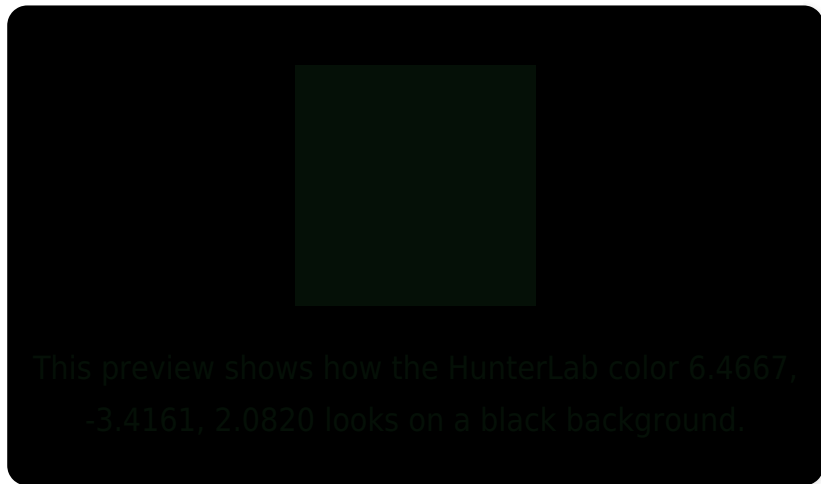 This preview shows how the HunterLab color 6.4667,
-3.4161, 2.0820 looks on a black background.